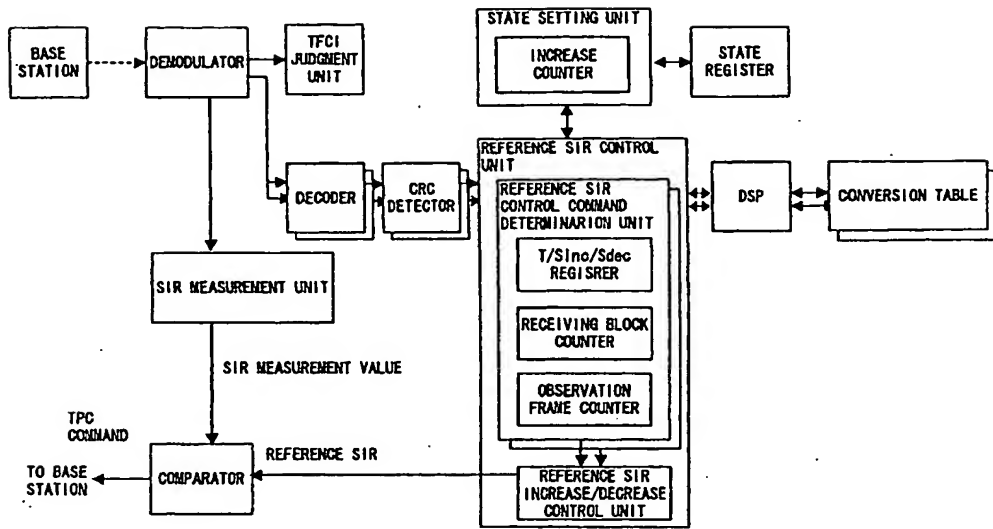 STATE SETTING UNIT
INCREASE
COUNTER
STATE
REGISTER
BASE
STATION
DEMODULATOR
TFCI
JUDGMENT
UNIT
REFERENCE SIR CONTROL
UNIT
DECODER
CRC
DETECTOR
REFERENCE SIR
CONTROL COMMAND
DETERMINARION UNIT
T/Sinc/Sdec
REGISRER
RECEIVING BLOCK
COUNTER
OBSERVATION
FRAME COUNTER
DSP
CONVERSION TABLE
SIR MEASUREMENT UNIT
SIR MEASUREMENT VALUE
TPC
COMMAND
TO BASE
STATION
COMPARATOR
REFERENCE SIR
REFERENCE SIR
INCREASE/DECREASE
CONTROL UNIT